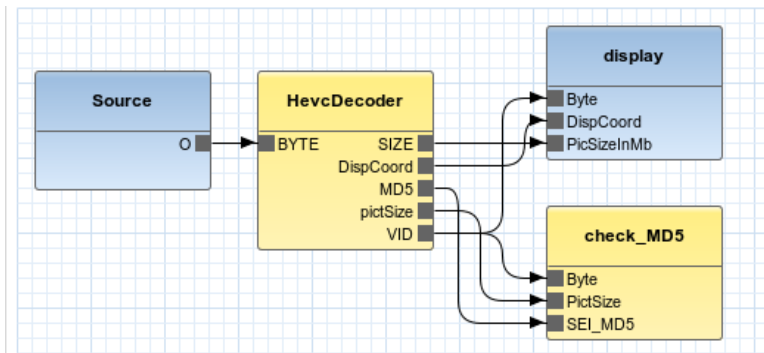 Source
O
HevcDecoder
BYTE
SIZE
DispCoord
MD5
pictSize
VID
display
Byte
DispCoord
PicSizeInMb
check_MD5
Byte
PictSize
SEI_MD5